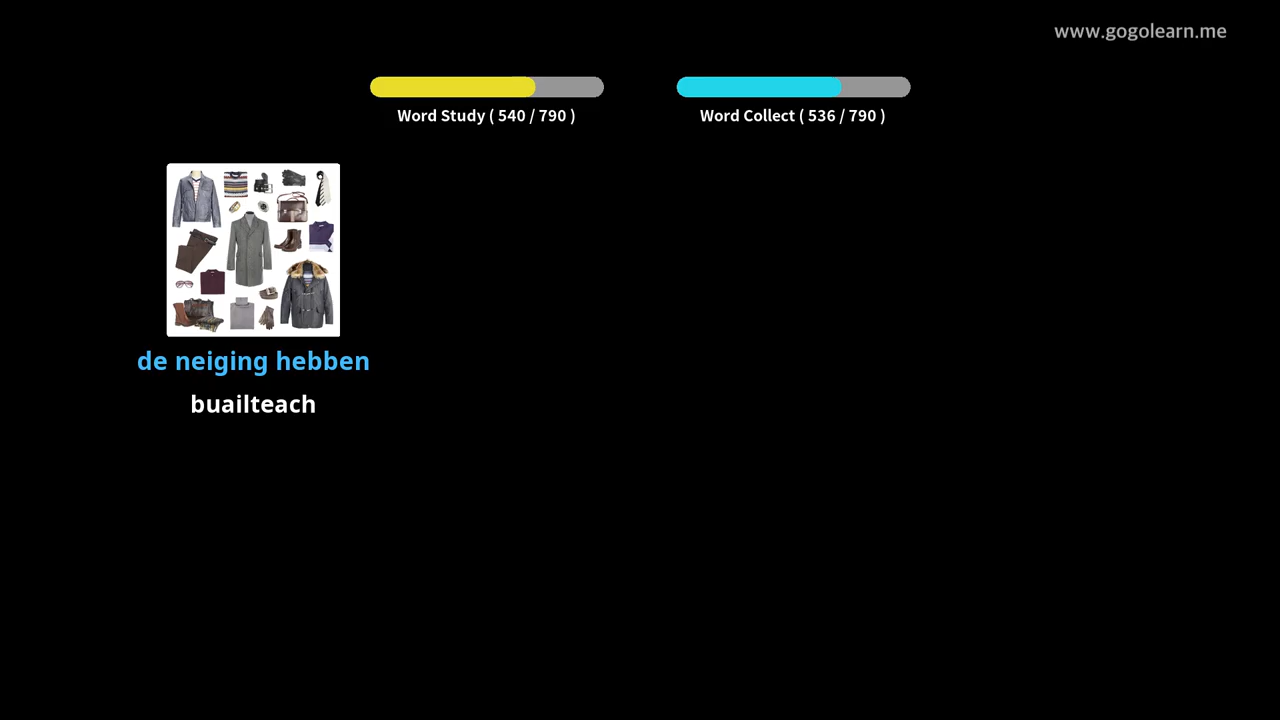 www.gogolearn.me
Word Study ( 540 / 790 )
Word Collect ( 536 / 790 )
de neiging hebben
buailteach